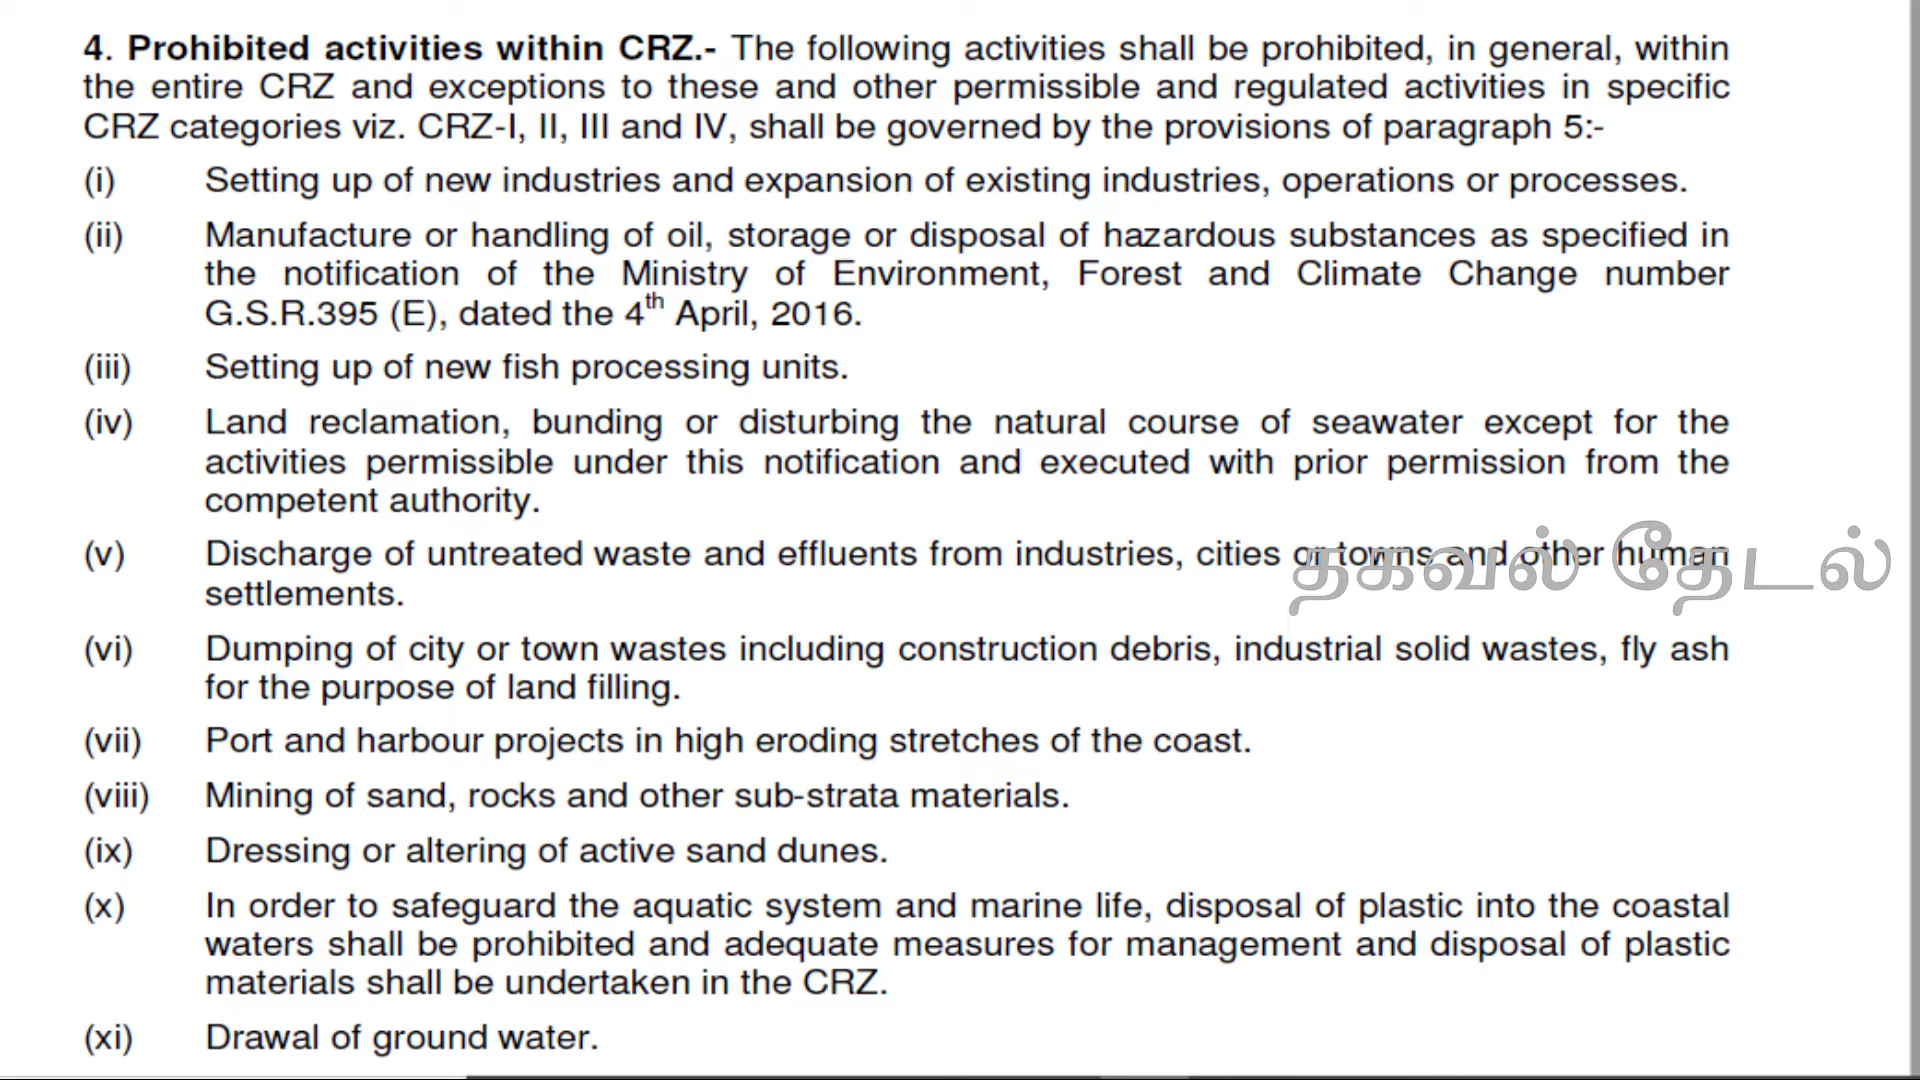 4. Prohibited activities within CRZ.- The following activities shall be prohibited, in general, within
the entire CRZ and exceptions to these and other permissible and regulated activities in specific
CRZ categories viz. CRZ-I, II, III and IV, shall be governed by the provisions of paragraph 5:-
(i) Setting up of new industries and expansion of existing industries, operations or processes.
(ii) Manufacture or handling of oil, storage or disposal of hazardous substances as specified in
the notification of the Ministry of Environment, Forest and Climate Change number
G.S.R.395 (E), dated the 4th April, 2016.
(iii) Setting up of new fish processing units.
(iv) Land reclamation, bunding or disturbing the natural course of seawater except for the
activities permissible under this notification and executed with prior permission from the
competent authority.
(v) Discharge of untreated waste and effluents from industries, cities or towns and other human
settlements.
தகவல் தேடல்
(vi) Dumping of city or town wastes including construction debris, industrial solid wastes, fly ash
for the purpose of land filling.
(vii) Port and harbour projects in high eroding stretches of the coast.
(viii) Mining of sand, rocks and other sub-strata materials.
(ix) Dressing or altering of active sand dunes.
(x) In order to safeguard the aquatic system and marine life, disposal of plastic into the coastal
waters shall be prohibited and adequate measures for management and disposal of plastic
materials shall be undertaken in the CRZ.
(xi) Drawal of ground water.